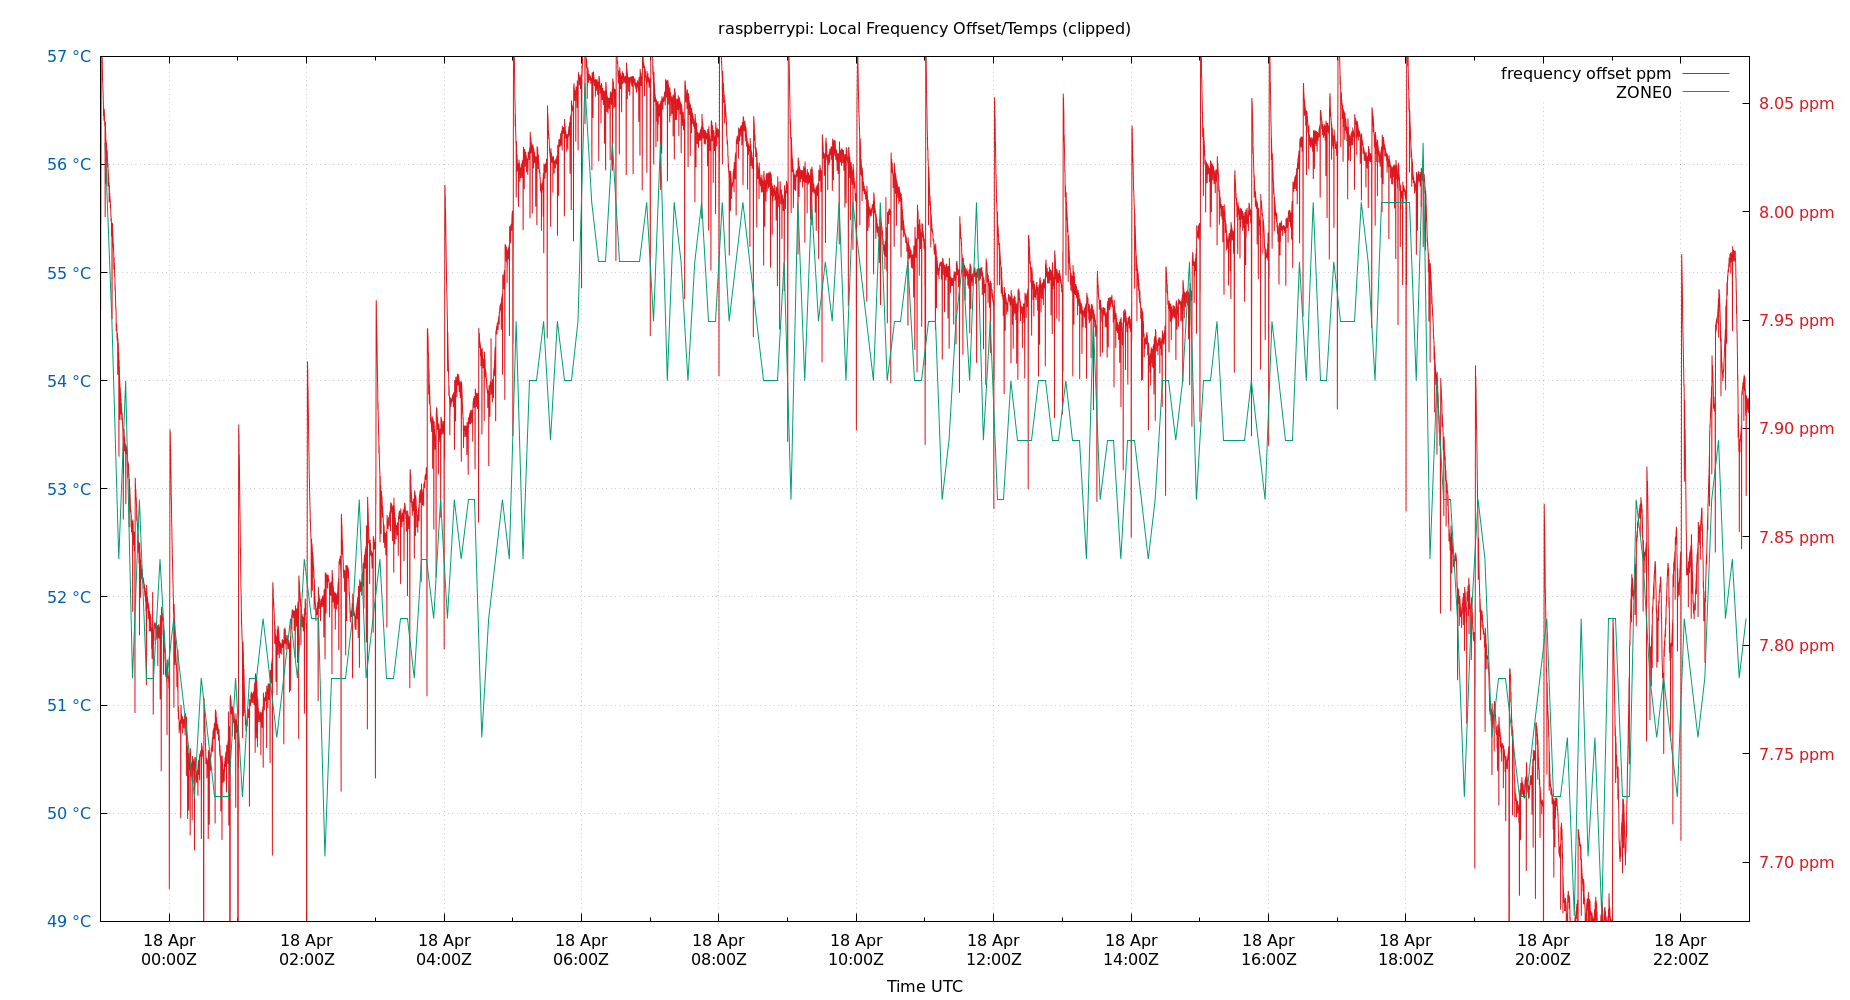 raspberrypi: Local Frequency Offset/Temps (clipped)
57 °C
56 °C
55 °C
54 °C
53 °C
52 °C
51 °C
50 °C
49 °C
frequency offset ppm
ZONE0
8.05 ppm
8.00 ppm
7.95 ppm
7.90 ppm
7.85 ppm
7.80 ppm
7.75 ppm
7.70 ppm
18 Apr 18 Apr 18 Apr 18 Apr 18 Apr 18 Apr 18 Apr 18 Apr 18 Apr 18 Apr 18 Apr 18 Apr
00:00Z 02:00Z 04:00Z 06:00Z 08:00Z 10:00Z 12:00Z 14:00Z 16:00Z 18:00Z 20:00Z 22:00Z
Time UTC